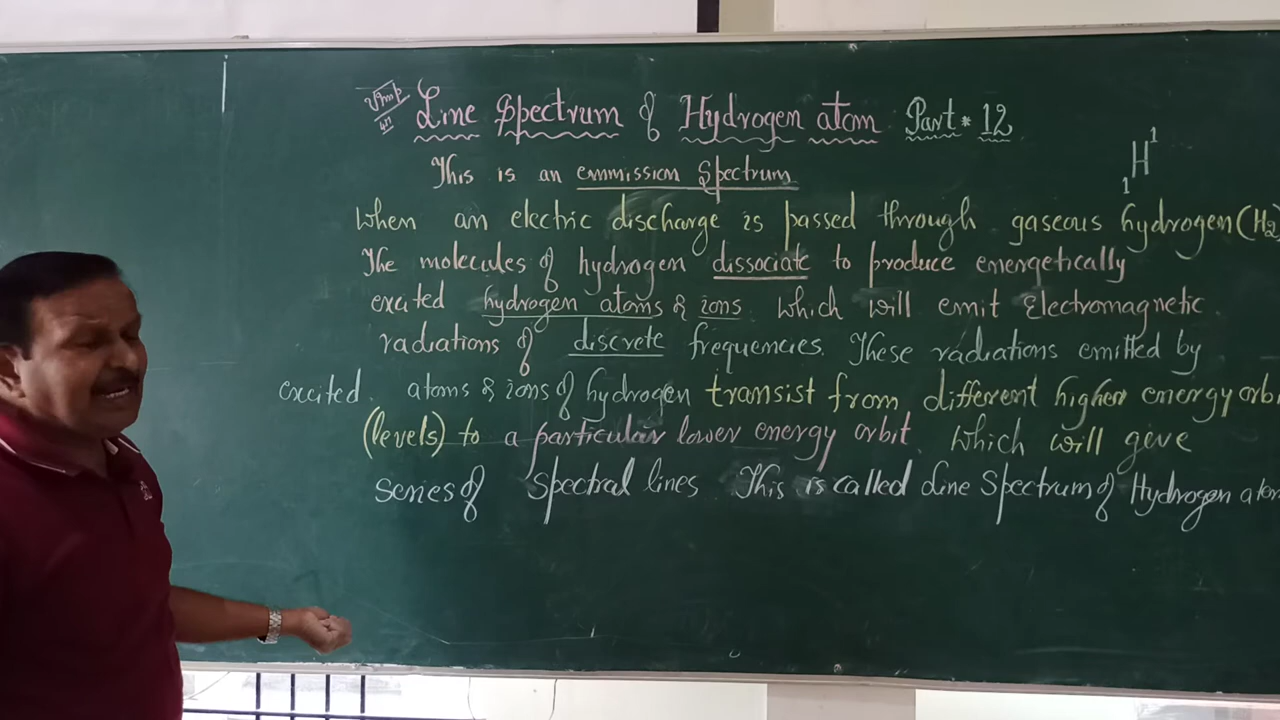 VImp
4M
Line Spectrum of Hydrogen atom Part * 12
1H1
This is an emmission Spectrum
When an electric discharge is passed through gaseous hydrogen (H2)
The molecules of hydrogen dissociate to produce energetically
excited hydrogen atoms & ions which will emit Electromagnetic
radiations of discrete frequencies. These radiations emitted by
excited. atoms & ions of hydrogen transist from different higher energy orbi
(levels) to a particular lower energy orbit. Which will give
series of Spectral lines This is called Line Spectrum of Hydrogen atom